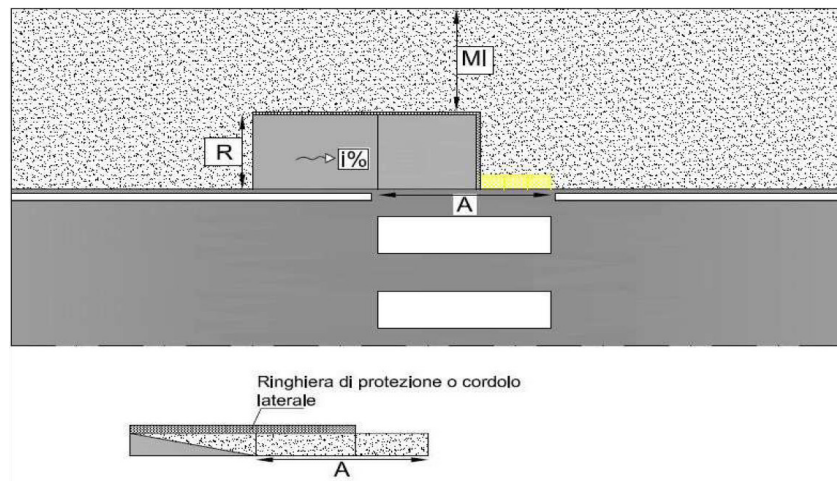 Ml
R
i%
A
Ringhiera di protezione o cordolo
laterale
A